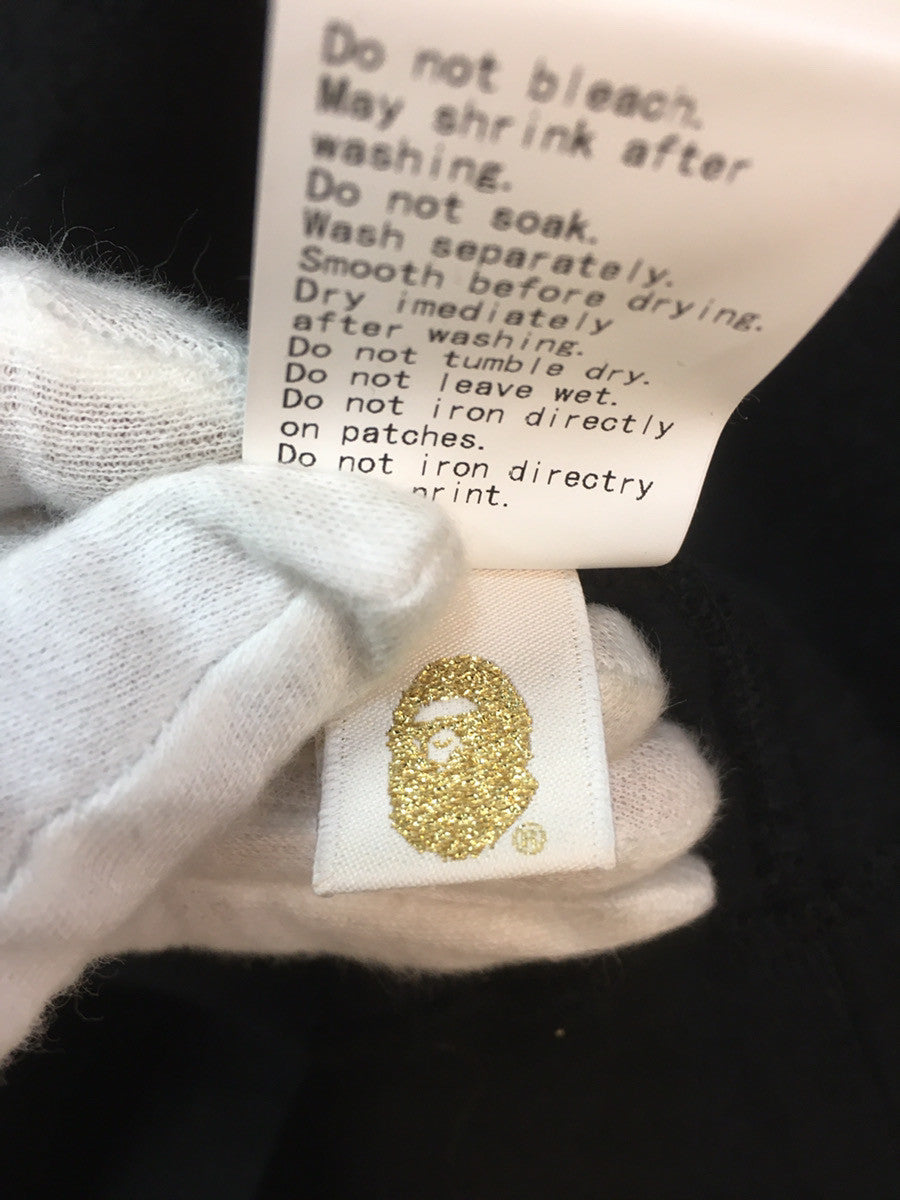 Do not bleach.
May shrink after
washing.
Do not soak.
Wash separately.
Smooth before drying.
Dry imediately
after washing.
Do not tumble dry.
Do not leave wet.
Do not iron directly
on patches.
Do not iron directry
print.
®